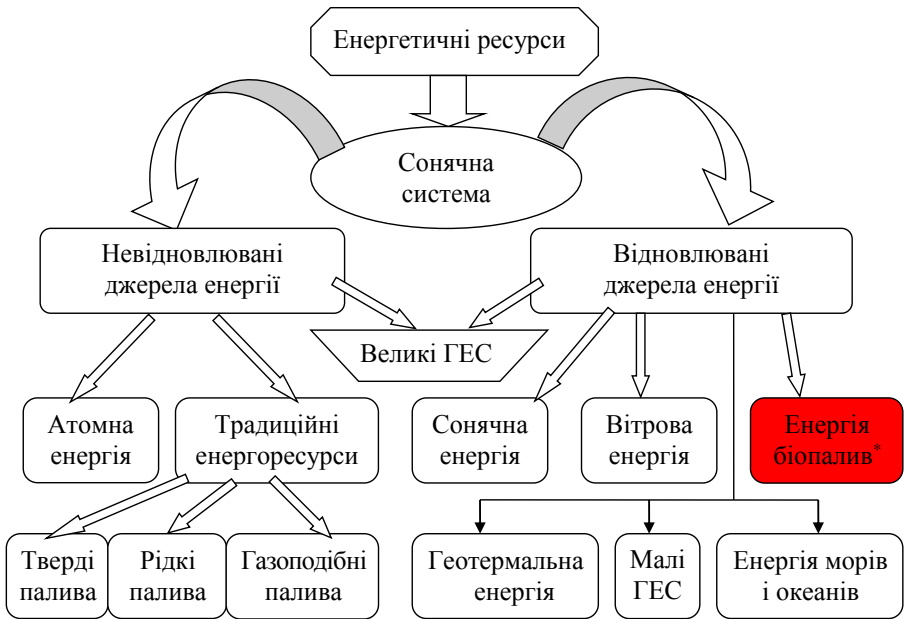 Енергетичні ресурси
Сонячна
система
Невідновлювані
джерела енергії
Відновлювані
джерела енергії
Великі ГЕС
Атомна
енергія
Традиційні
енергоресурси
Сонячна
енергія
Вітрова
енергія
Енергія
біопалив*
Тверді
палива
Рідкі
палива
Газоподібні
палива
Геотермальна
енергія
Малі
ГЕС
Енергія морів
і океанів